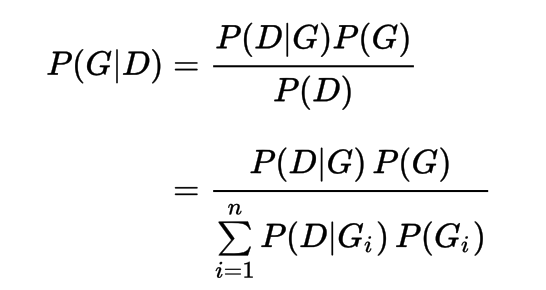 P(G|D) = P(D|G)P(G) / P(D)
= P(D|G) P(G) / ∑_{i=1}^{n} P(D|G_i) P(G_i)